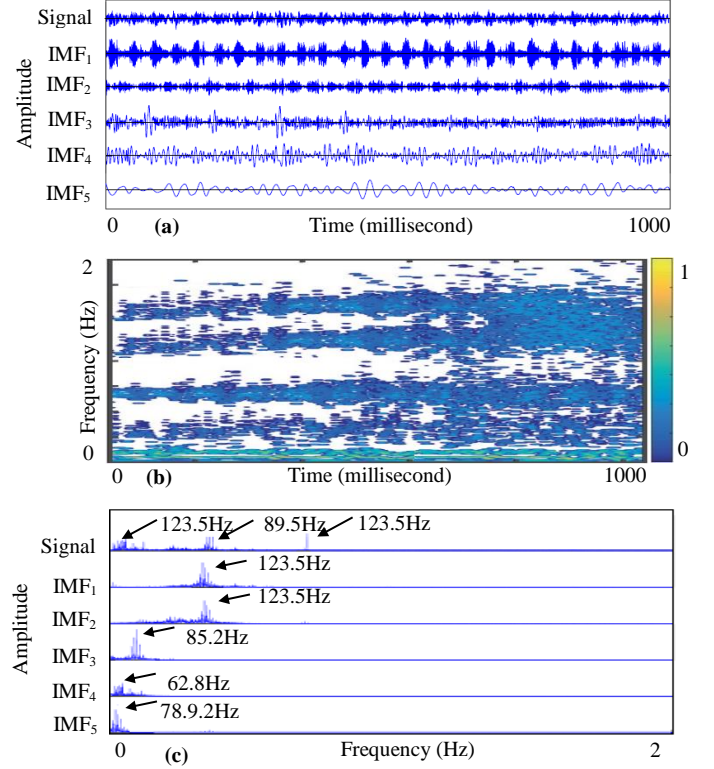 Signal
IMF₁
IMF₂
IMF₃
IMF₄
IMF₅
Amplitude
0 (a) Time (millisecond) 1000
2
Frequency (Hz)
0
1
0
0 (b) Time (millisecond) 1000
123.5Hz 89.5Hz 123.5Hz
Signal
123.5Hz
IMF₁
123.5Hz
IMF₂
85.2Hz
IMF₃
62.8Hz
IMF₄
78.9.2Hz
IMF₅
Amplitude
0 (c) Frequency (Hz) 2